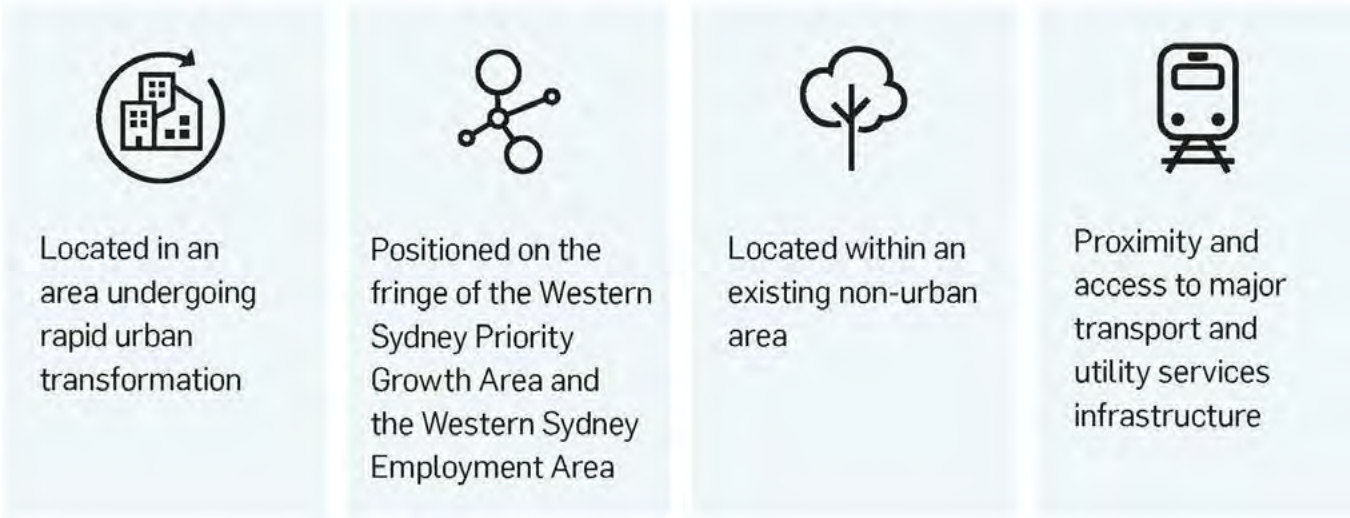 Located in an
area undergoing
rapid urban
transformation
Positioned on the
fringe of the Western
Sydney Priority
Growth Area and
the Western Sydney
Employment Area
Located within an
existing non-urban
area
Proximity and
access to major
transport and
utility services
infrastructure